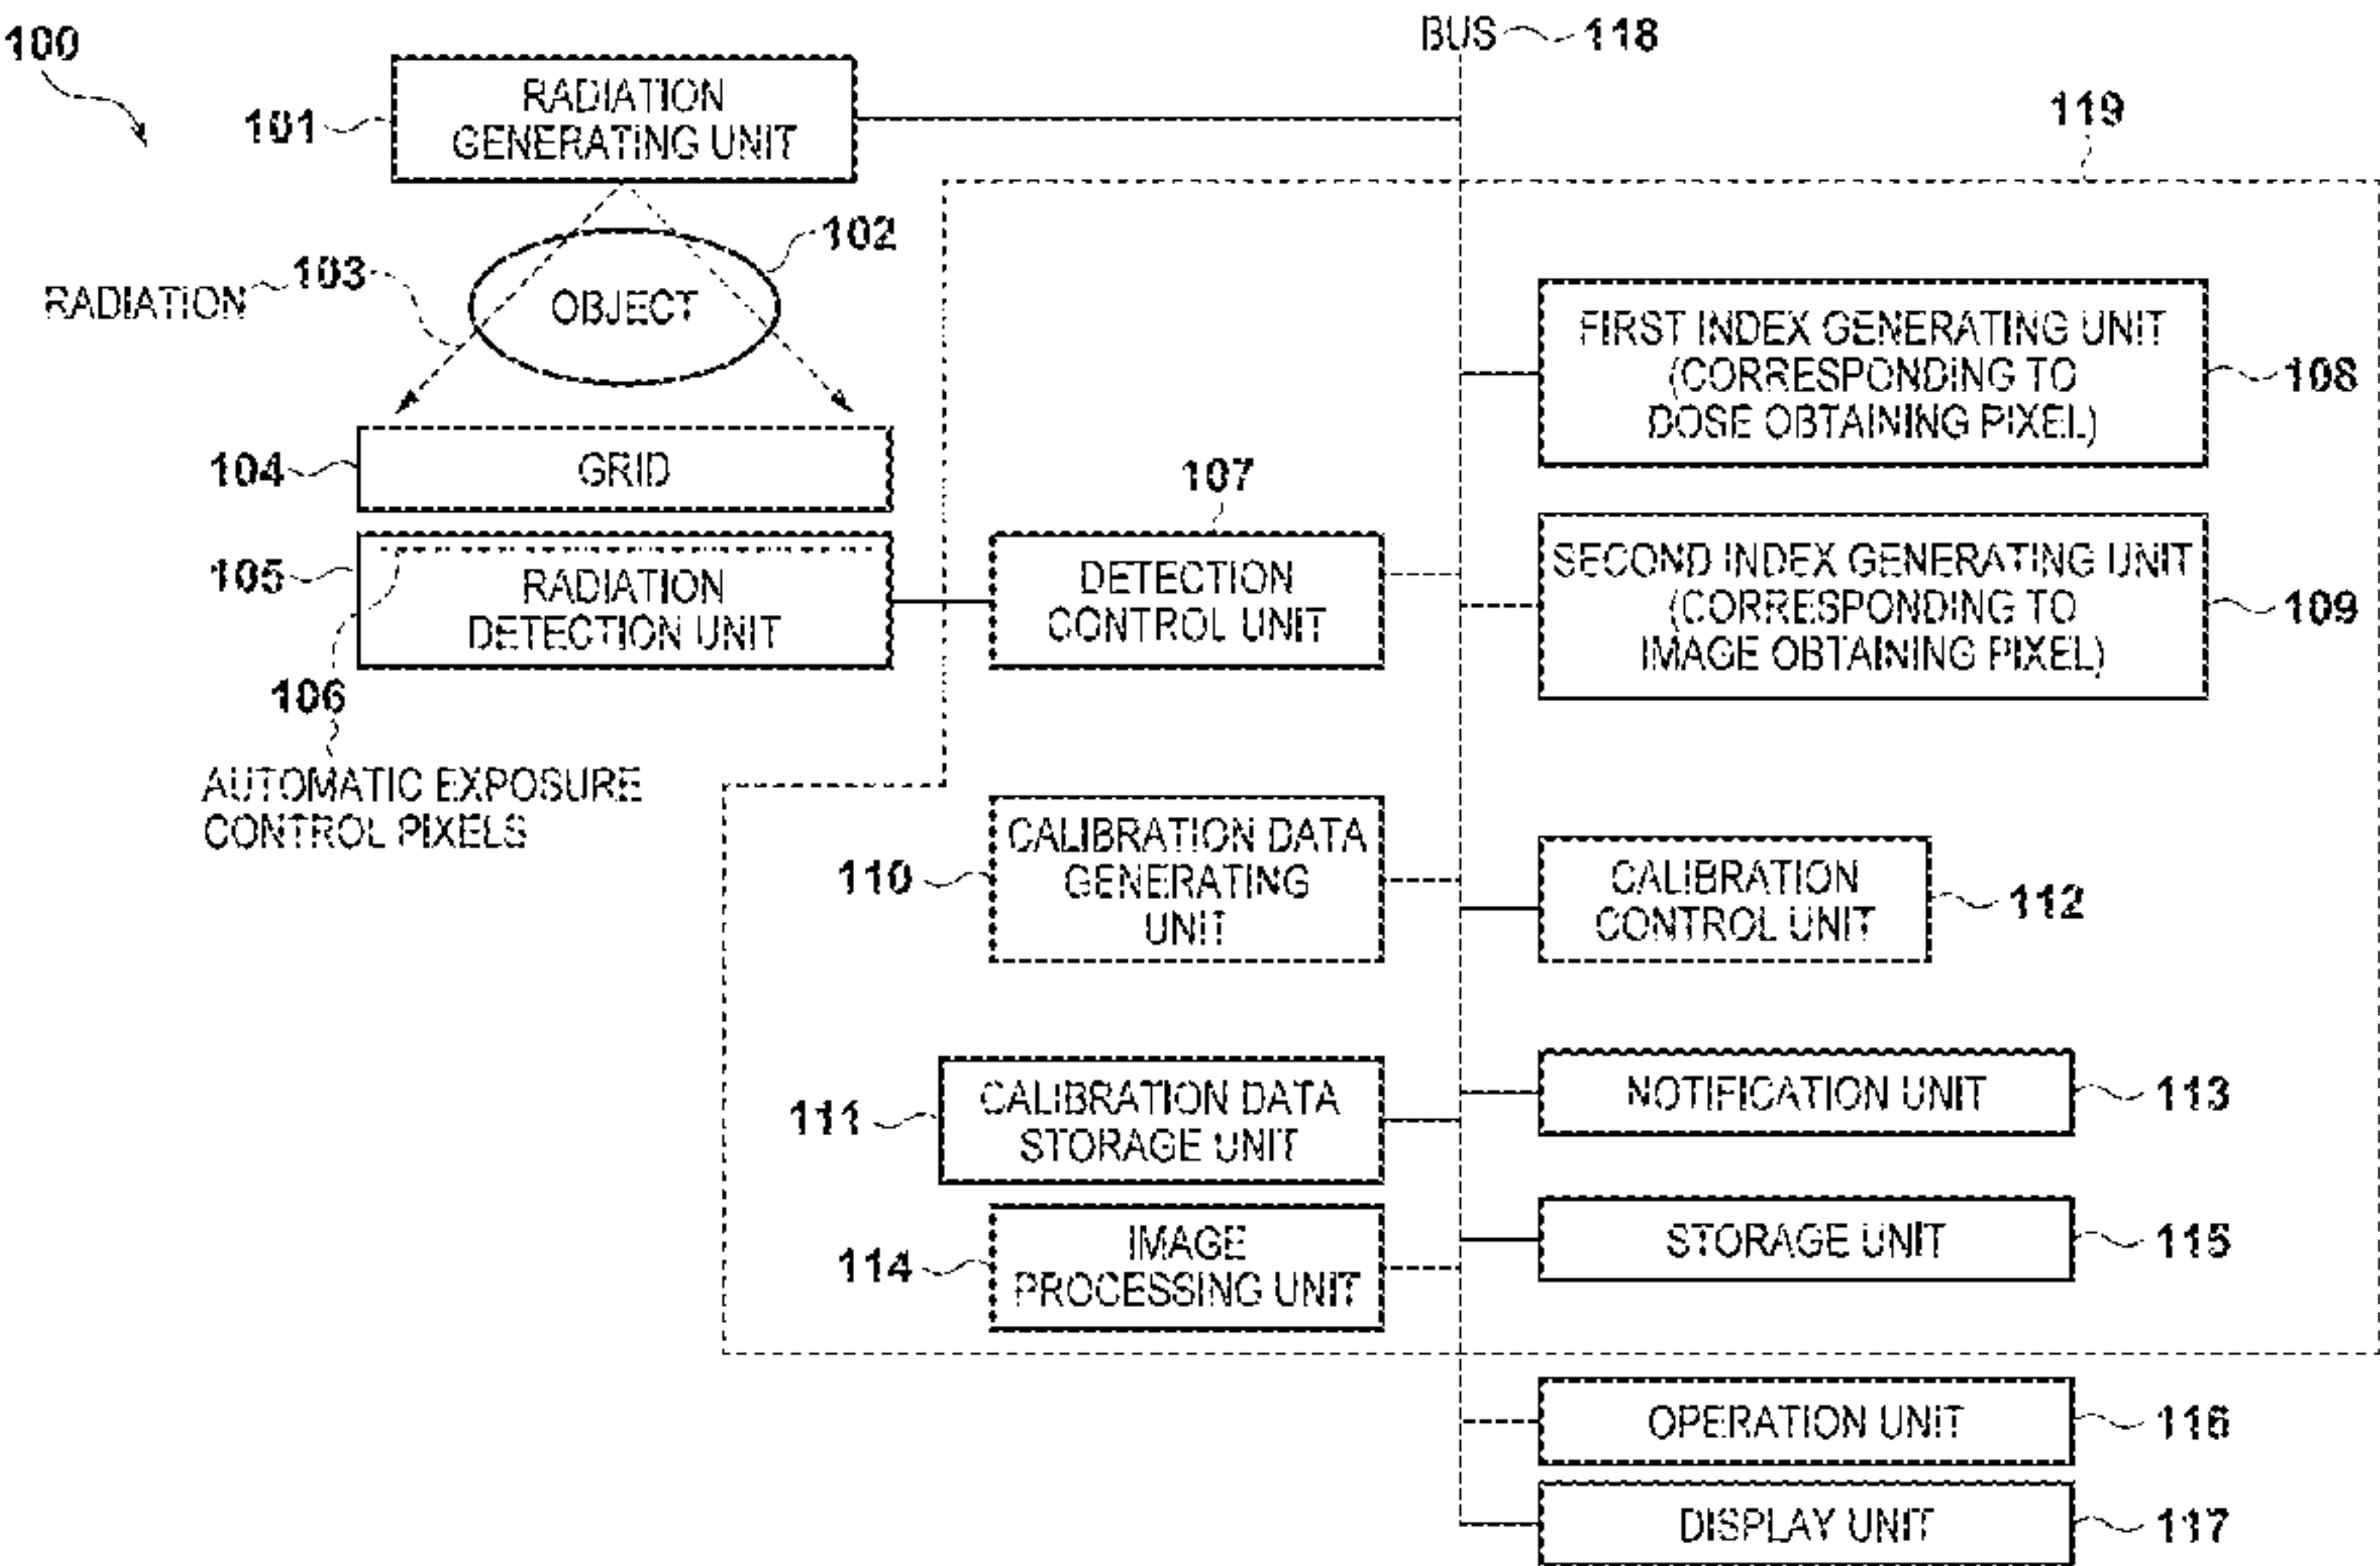 100
BUS 118
101
RADIATION
GENERATING UNIT
119
102
RADIATION 103
OBJECT
FIRST INDEX GENERATING UNIT
(CORRESPONDING TO
DOSE OBTAINING PIXEL)
108
104
GRID
107
105
RADIATION
DETECTION UNIT
DETECTION
CONTROL UNIT
SECOND INDEX GENERATING UNIT
(CORRESPONDING TO
IMAGE OBTAINING PIXEL)
109
106
AUTOMATIC EXPOSURE
CONTROL PIXELS
110
CALIBRATION DATA
GENERATING
UNIT
CALIBRATION
CONTROL UNIT
112
111
CALIBRATION DATA
STORAGE UNIT
NOTIFICATION UNIT
113
114
IMAGE
PROCESSING UNIT
STORAGE UNIT
115
OPERATION UNIT
116
DISPLAY UNIT
117